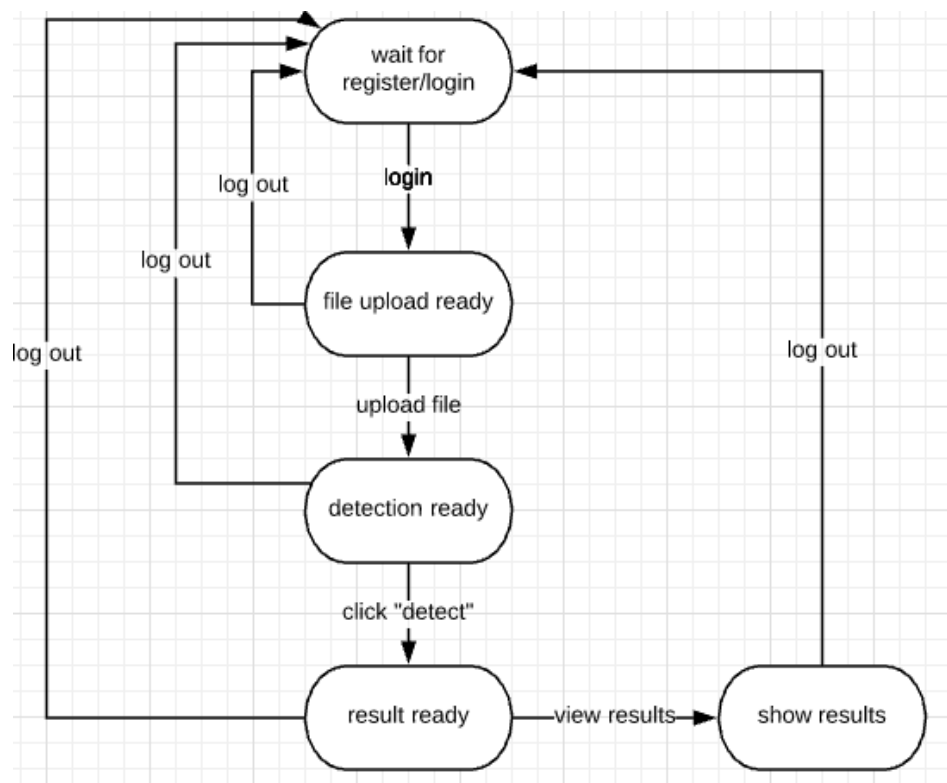 wait for
register/login
login
log out
log out
file upload ready
log out
log out
upload file
detection ready
click "detect"
result ready
view results
show results